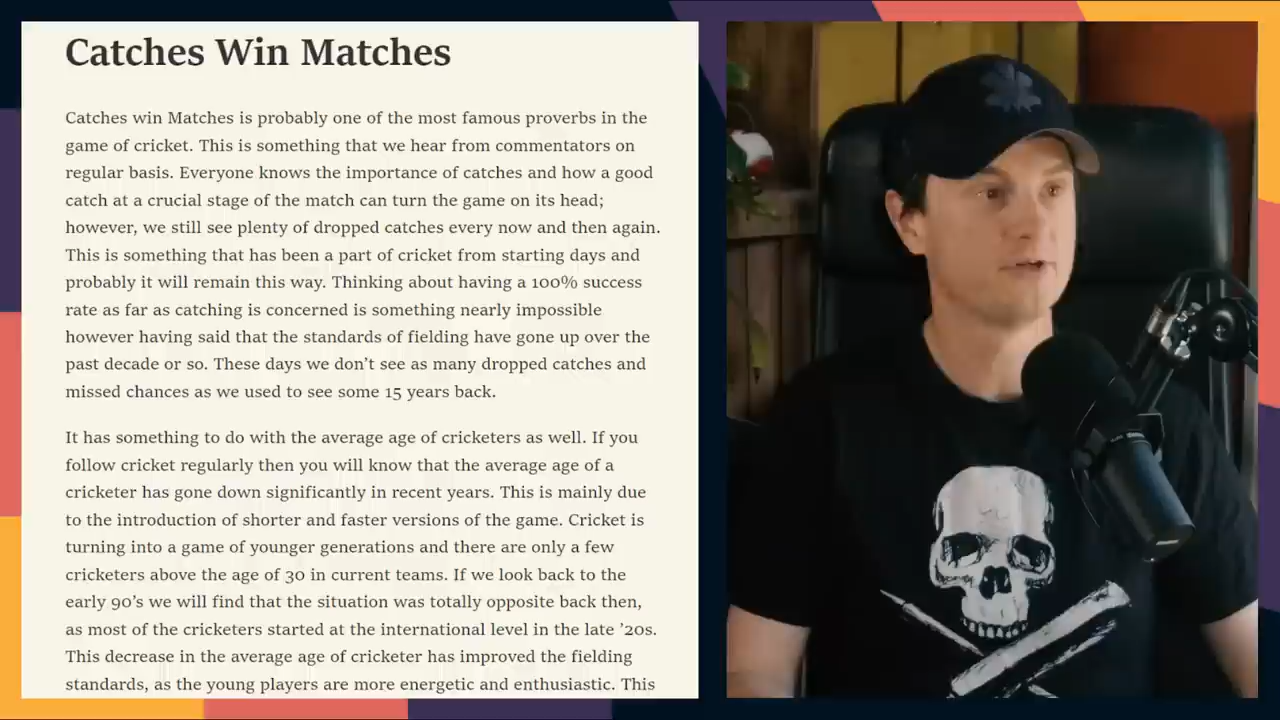 Catches Win Matches
Catches win Matches is probably one of the most famous proverbs in the
game of cricket. This is something that we hear from commentators on
regular basis. Everyone knows the importance of catches and how a good
catch at a crucial stage of the match can turn the game on its head;
however, we still see plenty of dropped catches every now and then again.
This is something that has been a part of cricket from starting days and
probably it will remain this way. Thinking about having a 100% success
rate as far as catching is concerned is something nearly impossible
however having said that the standards of fielding have gone up over the
past decade or so. These days we don’t see as many dropped catches and
missed chances as we used to see some 15 years back.
It has something to do with the average age of cricketers as well. If you
follow cricket regularly then you will know that the average age of a
cricketer has gone down significantly in recent years. This is mainly due
to the introduction of shorter and faster versions of the game. Cricket is
turning into a game of younger generations and there are only a few
cricketers above the age of 30 in current teams. If we look back to the
early 90’s we will find that the situation was totally opposite back then,
as most of the cricketers started at the international level in the late ’20s.
This decrease in the average age of cricketer has improved the fielding
standards, as the young players are more energetic and enthusiastic. This